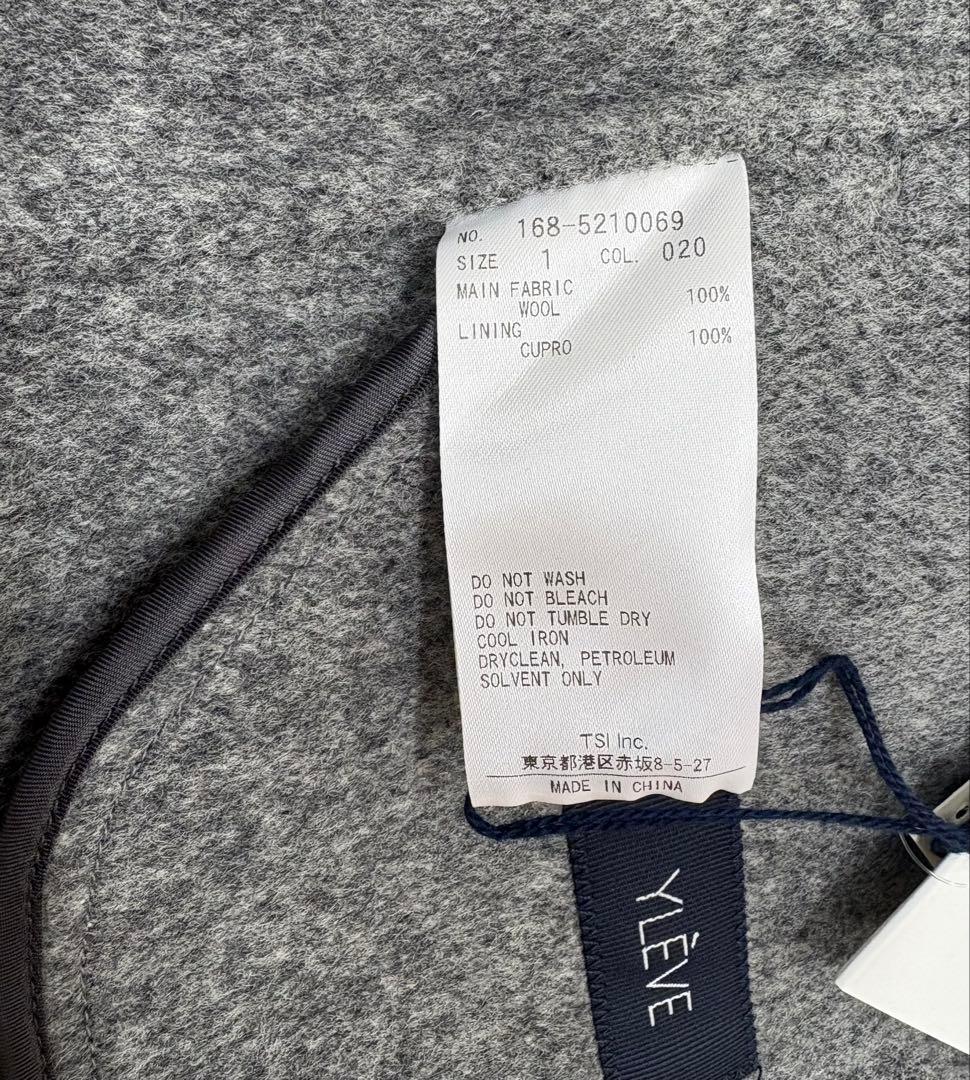 NO. 168-5210069
SIZE 1 COL. 020
MAIN FABRIC
WOOL 100%
LINING
CUPRO 100%
DO NOT WASH
DO NOT BLEACH
DO NOT TUMBLE DRY
COOL IRON
DRYCLEAN, PETROLEUM
SOLVENT ONLY
TSI Inc.
東京都港区赤坂8-5-27
MADE IN CHINA
YLÈVE